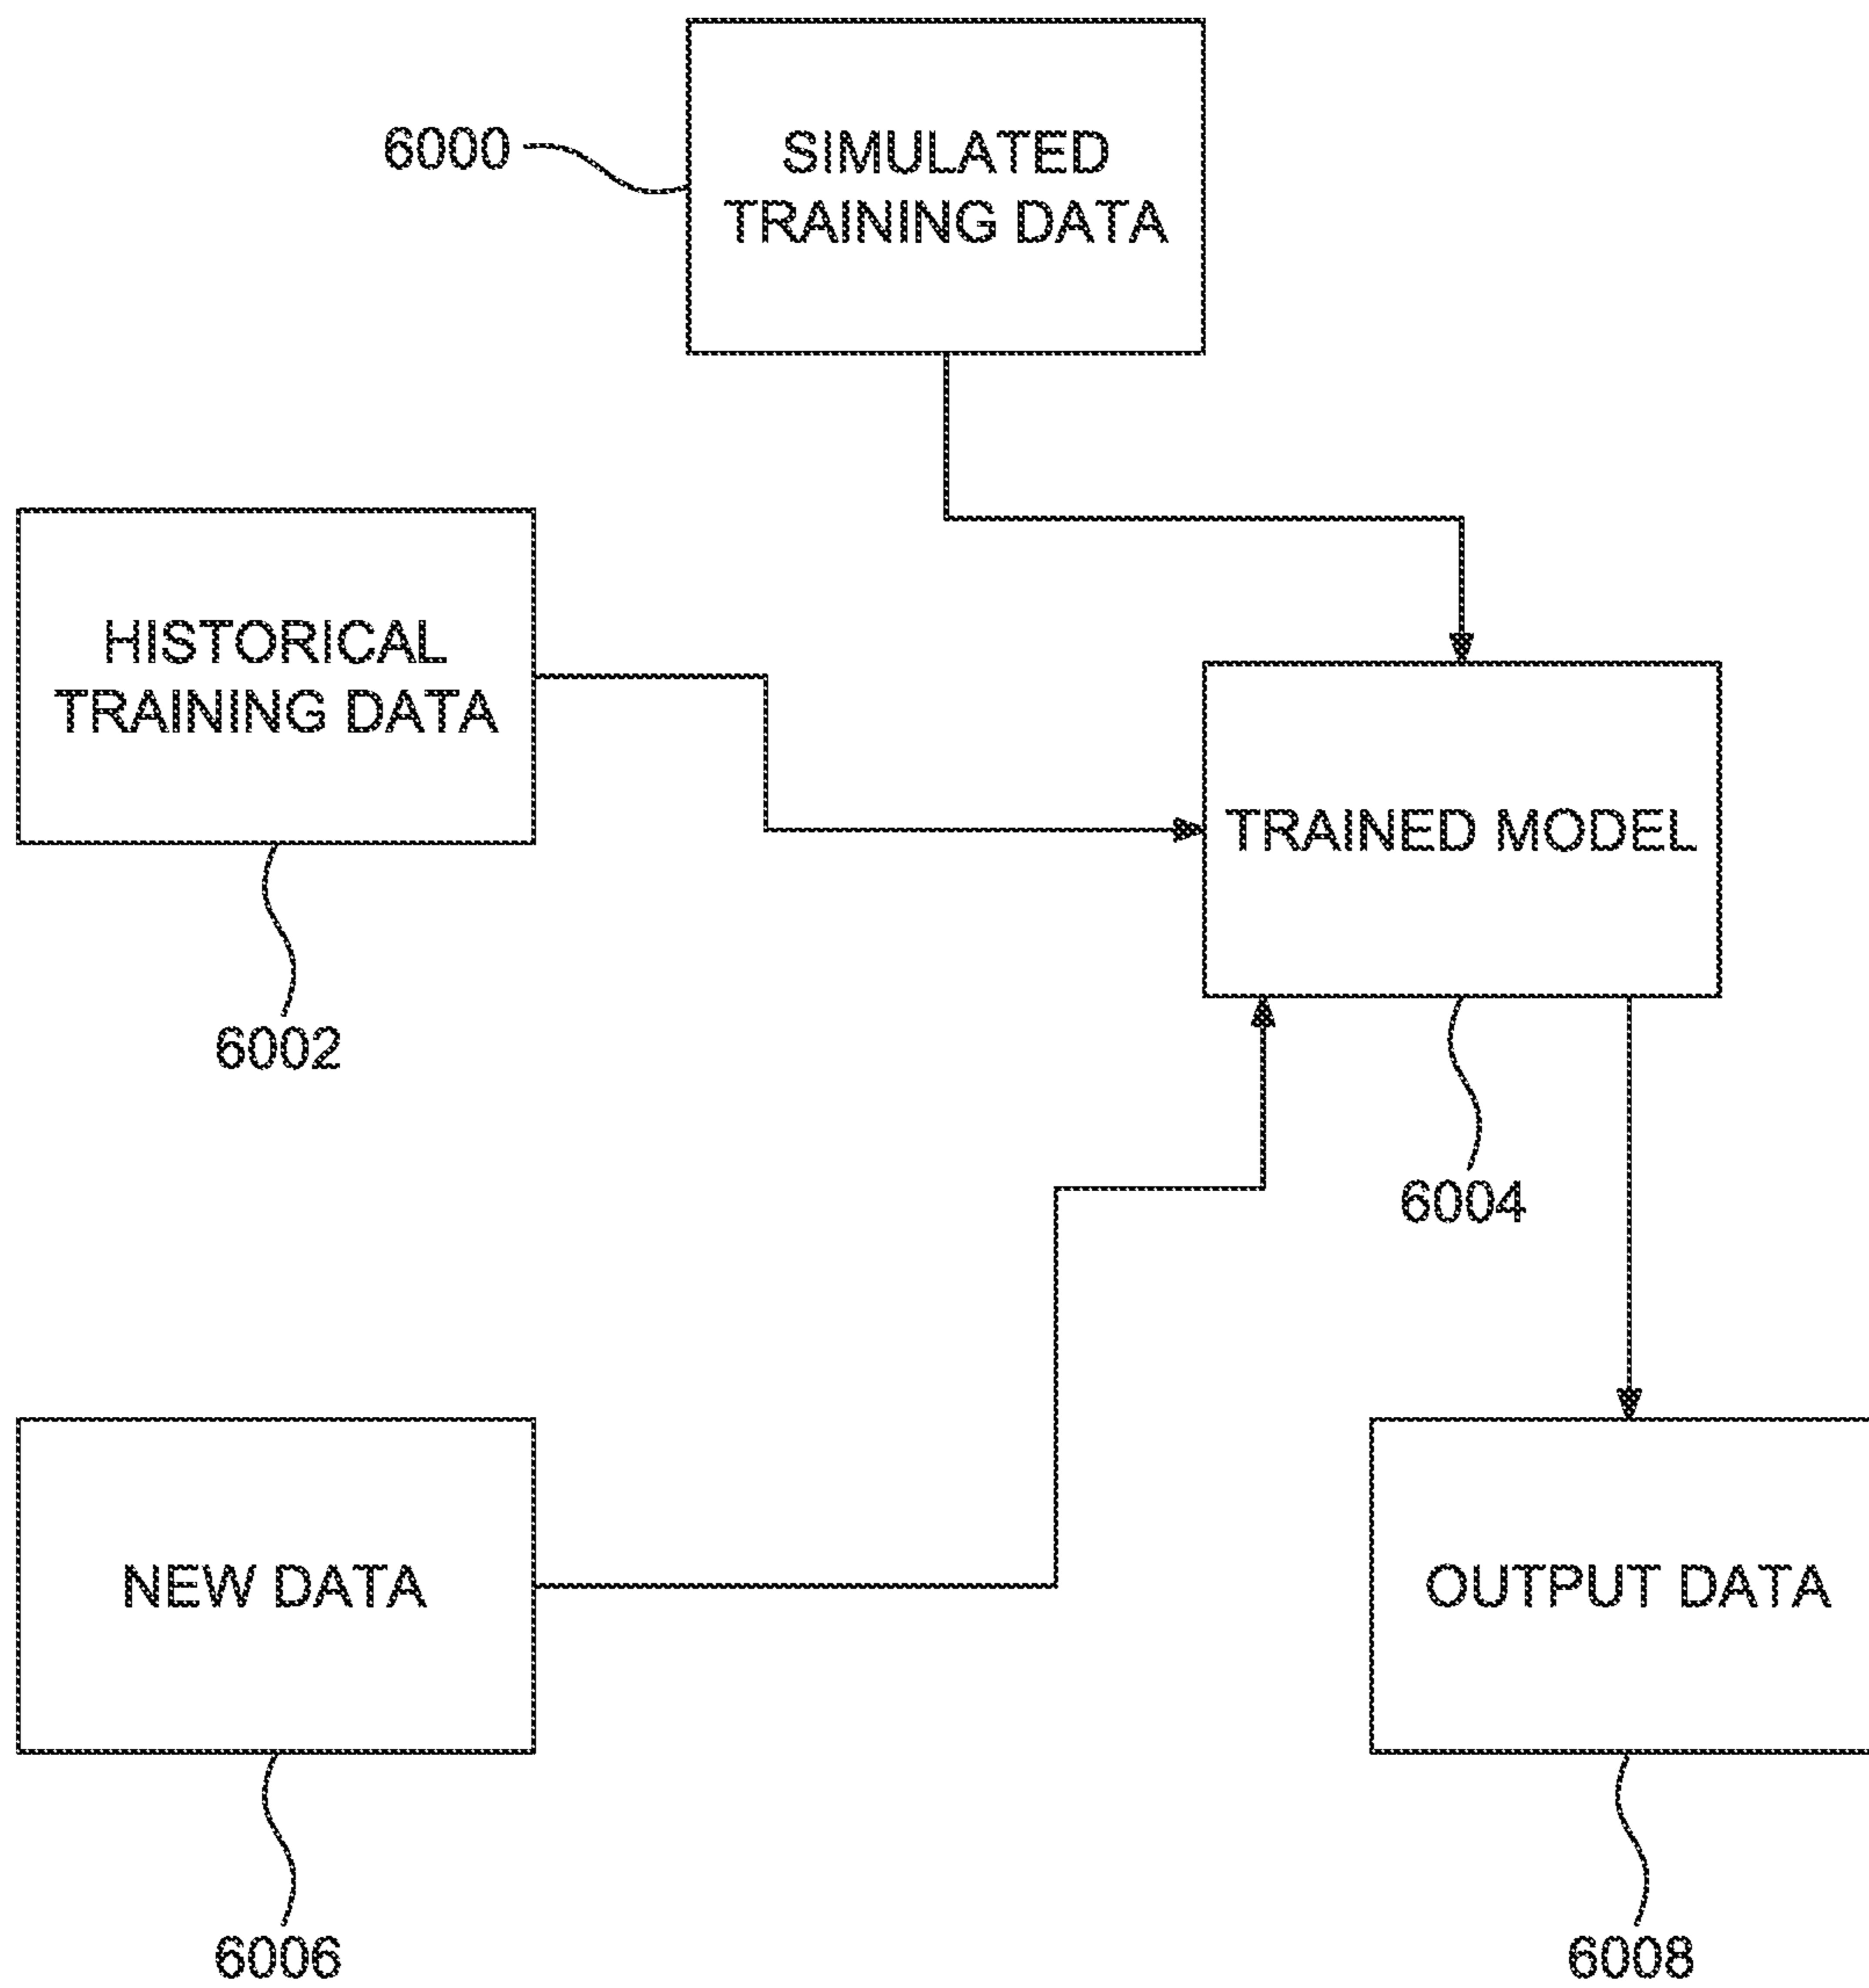 6000
SIMULATED
TRAINING DATA
HISTORICAL
TRAINING DATA
6002
TRAINED MODEL
6004
NEW DATA
6006
OUTPUT DATA
6008